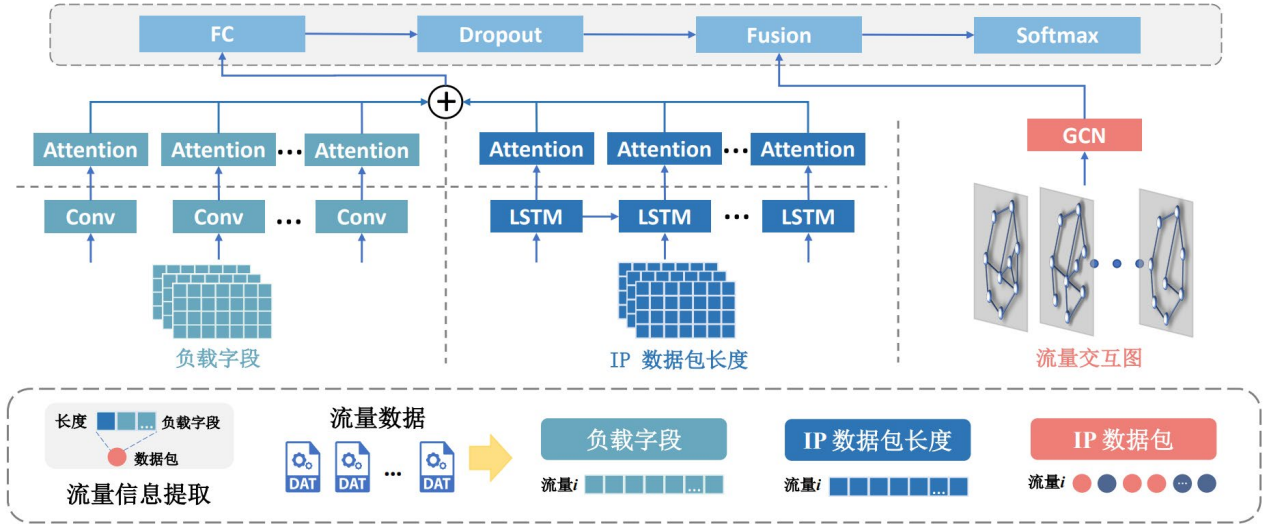 FC Dropout Fusion Softmax
+
Attention Attention ... Attention Attention Attention ... Attention GCN
Conv Conv ... Conv LSTM LSTM ... LSTM
负载字段 IP 数据包长度 流量交互图
长度 ... 负载字段
数据包
流量信息提取
流量数据
DAT DAT ... DAT
负载字段
流量i ...
IP 数据包长度
流量i ...
IP 数据包
流量i ...